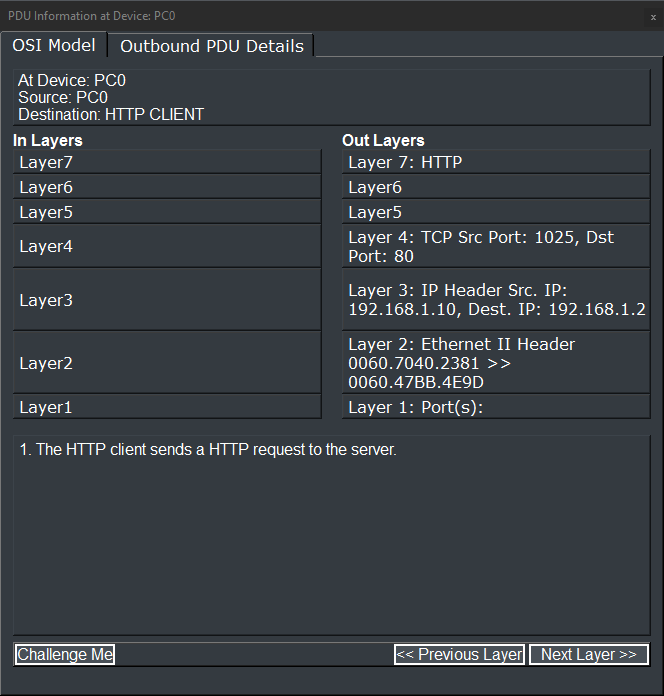 PDU Information at Device: PC0
x
OSI Model
Outbound PDU Details
At Device: PC0
Source: PC0
Destination: HTTP CLIENT
In Layers
Out Layers
Layer7
Layer 7: HTTP
Layer6
Layer6
Layer5
Layer5
Layer4
Layer 4: TCP Src Port: 1025, Dst
Port: 80
Layer3
Layer 3: IP Header Src. IP:
192.168.1.10, Dest. IP: 192.168.1.2
Layer2
Layer 2: Ethernet II Header
0060.7040.2381 >>
0060.47BB.4E9D
Layer1
Layer 1: Port(s):
1. The HTTP client sends a HTTP request to the server.
Challenge Me
<< Previous Layer
Next Layer >>